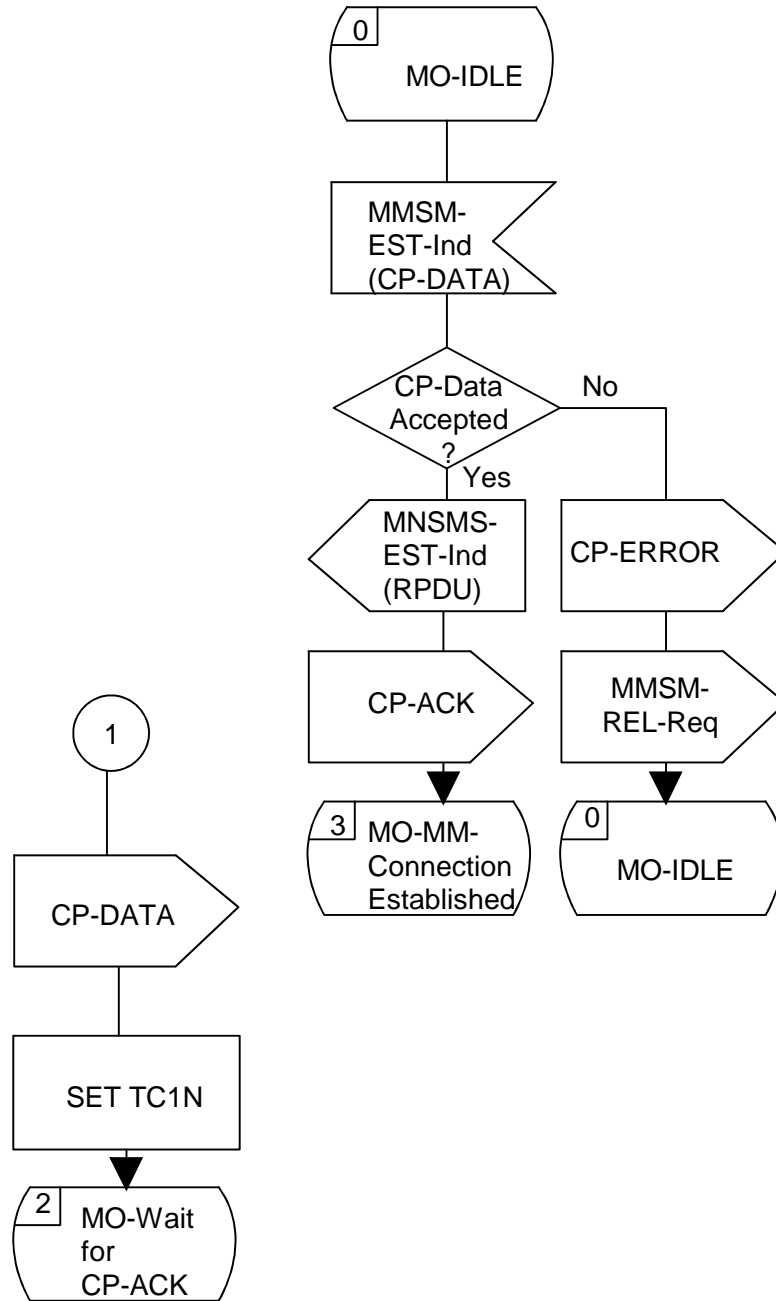 0
MO-IDLE
MMSM-
EST-Ind
(CP-DATA)
CP-Data
Accepted
?
No
Yes
MNSMS-
EST-Ind
(RPDU)
CP-ERROR
CP-ACK
MMSM-
REL-Req
3
MO-MM-
Connection
Established
0
MO-IDLE
1
CP-DATA
SET TC1N
2
MO-Wait
for
CP-ACK